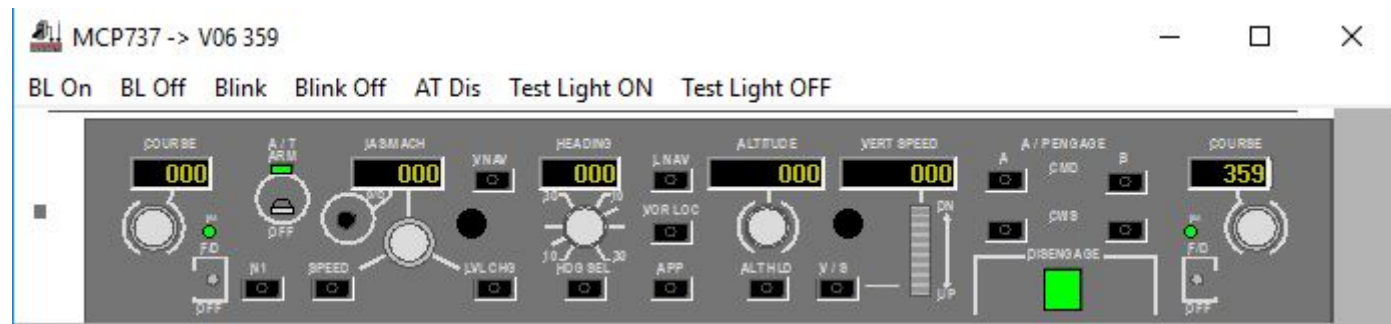 MCP737 -> V06 359
BL On BL Off Blink Blink Off AT Dis Test Light ON Test Light OFF
COURSE A / T IAS MACH HEADING ALTITUDE VERT SPEED A / P ENGAGE COURSE
ARM VNAV LNAV A CMD B
000 000 000 000 000 359
VOR LOC DN CWS
OFF
F/D 10 30 F/D
N1 SPEED LVL CHG HDG SEL APP ALT HLD V / S DISENGAGE
OFF UP OFF